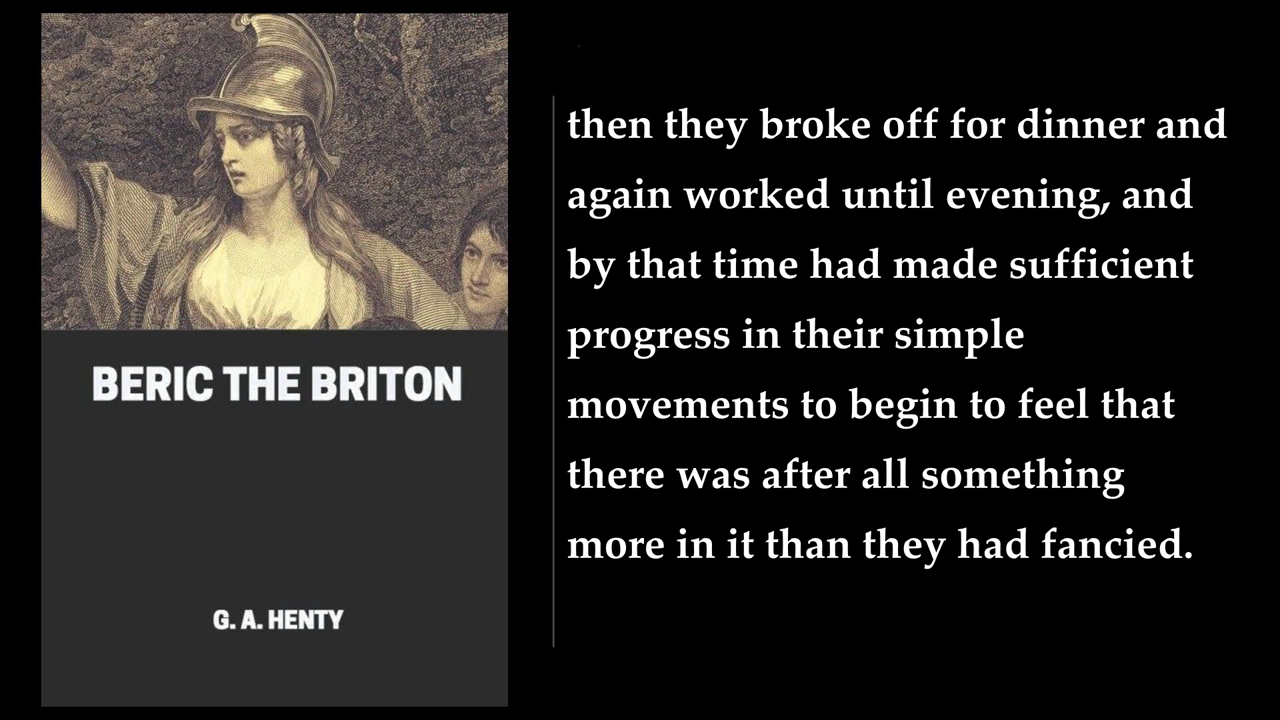 BERIC THE BRITON
G. A. HENTY
then they broke off for dinner and
again worked until evening, and
by that time had made sufficient
progress in their simple
movements to begin to feel that
there was after all something
more in it than they had fancied.